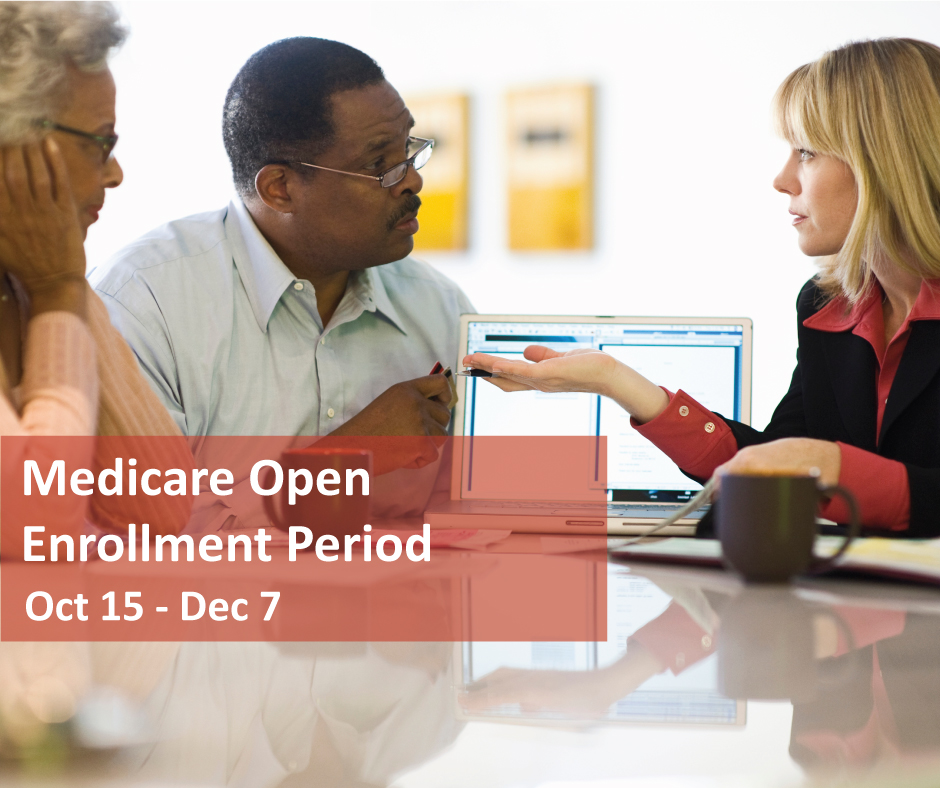 Medicare Open
Enrollment Period
Oct 15 - Dec 7